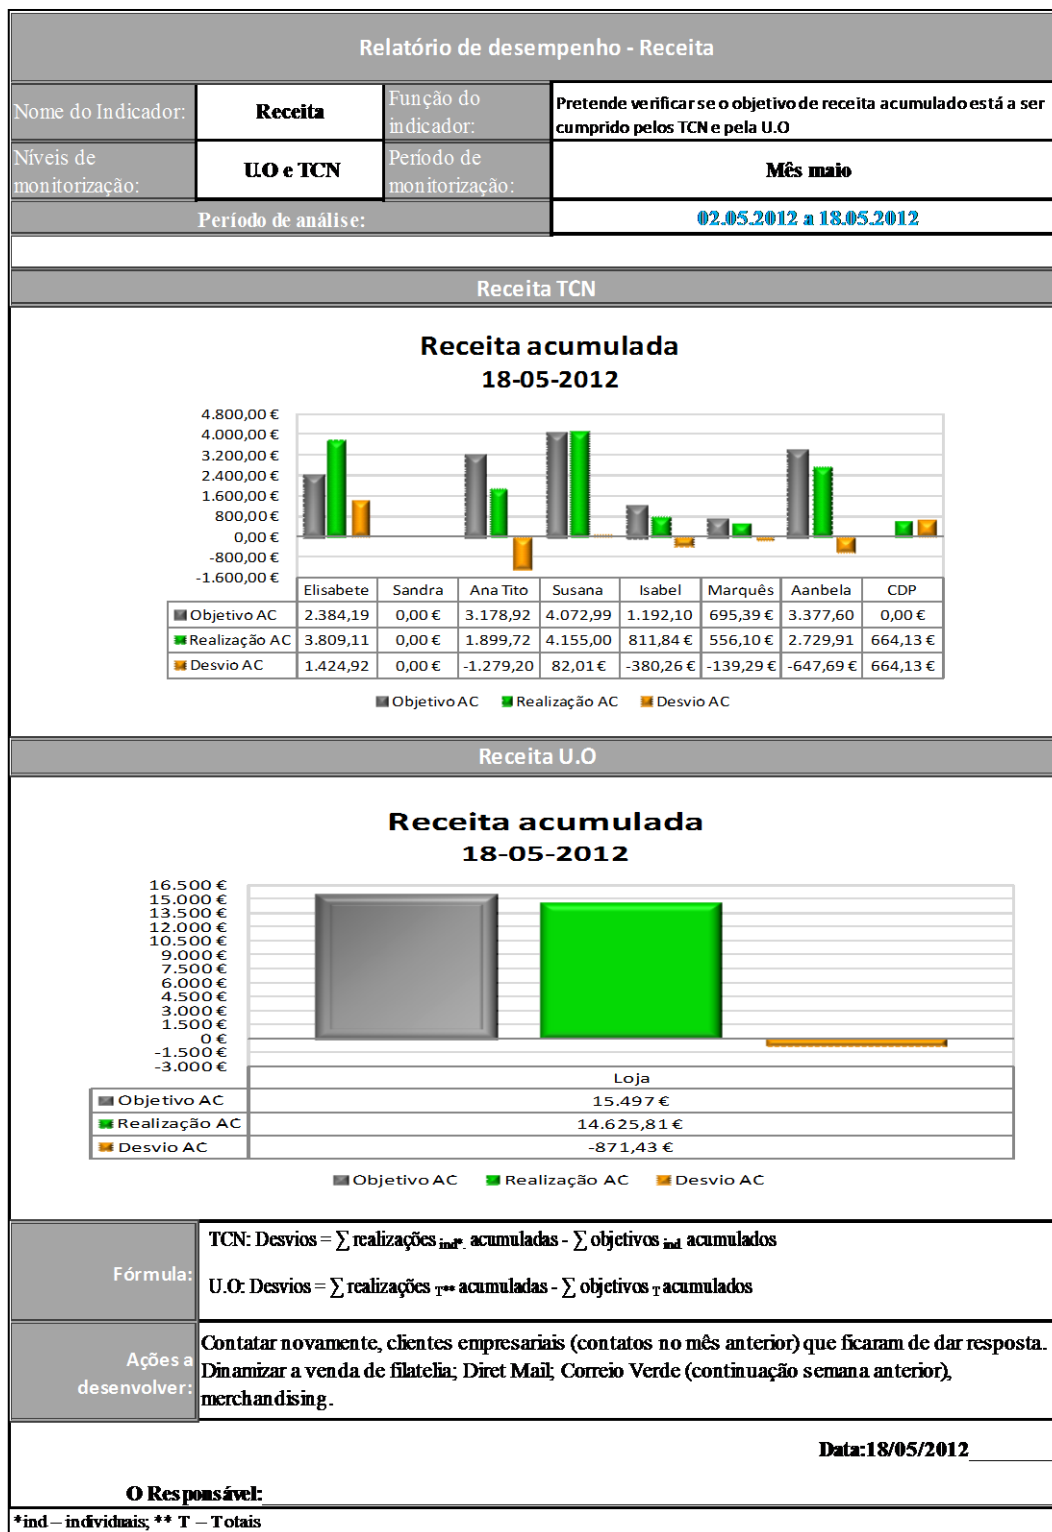 Relatório de desempenho - Receita
Nome do Indicador: Receita Função do indicador: Pretende verificar se o objetivo de receita acumulado está a ser cumprido pelos TCN e pela U.O
Níveis de monitorização: U.O e TCN Período de monitorização: Mês maio
Período de análise: 02.05.2012 a 18.05.2012
Receita TCN
Receita acumulada
18-05-2012
4.800,00 €
4.000,00 €
3.200,00 €
2.400,00 €
1.600,00 €
800,00 €
0,00 €
-800,00 €
-1.600,00 €
Elisabete Sandra Ana Tito Susana Isabel Marquês Aanbela CDP
Objetivo AC 2.384,19 0,00 € 3.178,92 4.072,99 1.192,10 695,39 € 3.377,60 0,00 €
Realização AC 3.809,11 0,00 € 1.899,72 4.155,00 811,84 € 556,10 € 2.729,91 664,13 €
Desvio AC 1.424,92 0,00 € -1.279,20 82,01 € -380,26 € -139,29 € -647,69 € 664,13 €
Objetivo AC Realização AC Desvio AC
Receita U.O
Receita acumulada
18-05-2012
16.500 €
15.000 €
13.500 €
12.000 €
10.500 €
9.000 €
7.500 €
6.000 €
4.500 €
3.000 €
1.500 €
0 €
-1.500 €
-3.000 €
Loja
Objetivo AC 15.497 €
Realização AC 14.625,81 €
Desvio AC -871,43 €
Objetivo AC Realização AC Desvio AC
Fórmula:
TCN: Desvios = ∑ realizações ind*. acumuladas - ∑ objetivos ind. acumulados
U.O: Desvios = ∑ realizações T** acumuladas - ∑ objetivos T acumulados
Ações a desenvolver:
Contatar novamente, clientes empresariais (contatos no mês anterior) que ficaram de dar resposta.
Dinamizar a venda de filatelia; Diret Mail; Correio Verde (continuação semana anterior),
merchandising.
Data:18/05/2012
O Responsável:
*ind – individuais; ** T – Totais